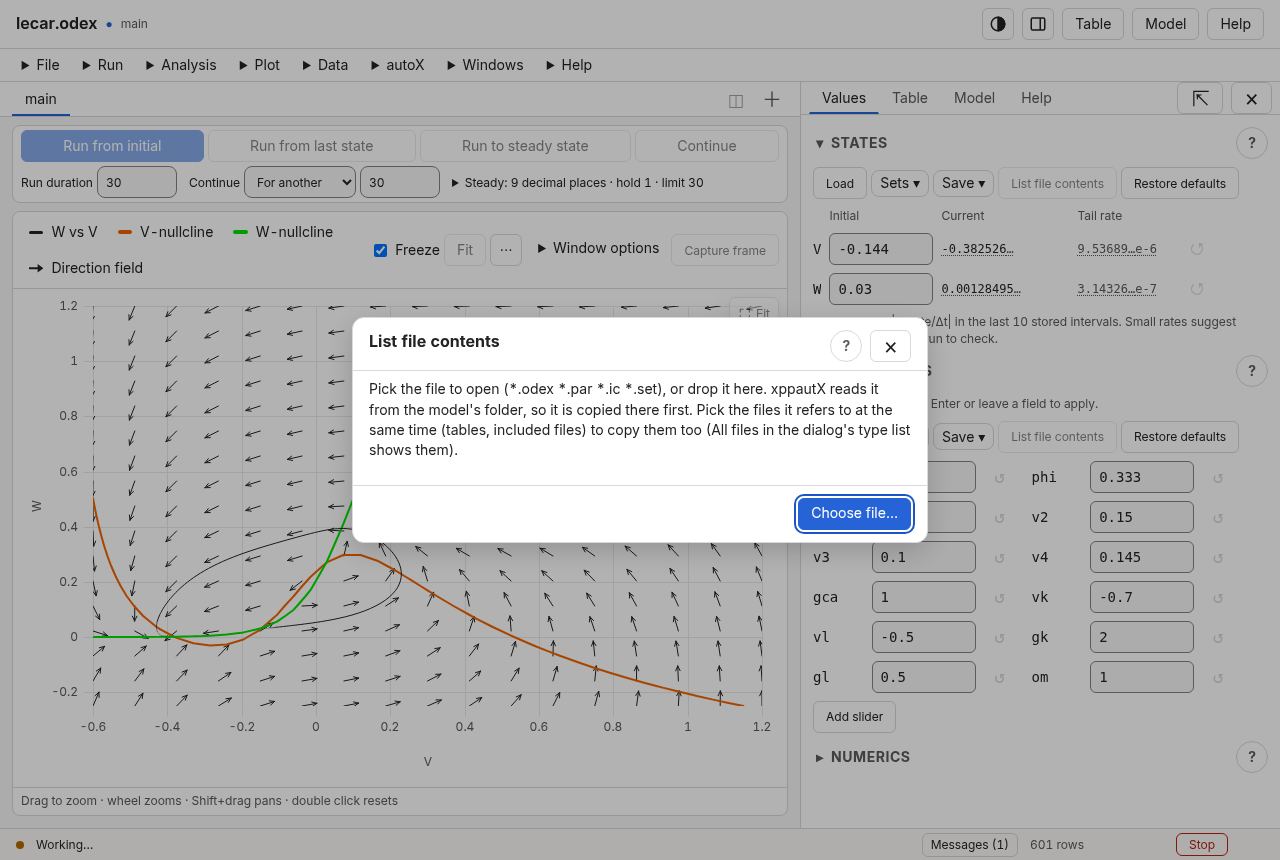 lecar.odex
main
Table
Model
Help
File
Run
Analysis
Plot
Data
autoX
Windows
Help
main
Run from initial
Run from last state
Run to steady state
Continue
Run duration
30
Continue
For another
30
Steady: 9 decimal places · hold 1 · limit 30
W vs V
V-nullcline
W-nullcline
Direction field
Freeze
Fit
...
Window options
Capture frame
Fit
1.2
1
0.8
0.6
0.4
0.2
0
-0.2
W
-0.6
-0.4
-0.2
0
0.2
0.4
0.6
0.8
1
1.2
V
Drag to zoom · wheel zooms · Shift+drag pans · double click resets
Values
Table
Model
Help
STATES
?
Load
Sets ▾
Save ▾
List file contents
Restore defaults
Initial
Current
Tail rate
V
-0.144
-0.382526…
9.53689…e-6
W
0.03
0.00128495…
3.14326…e-7
e/Δt| in the last 10 stored intervals. Small rates suggest
un to check.
?
Enter or leave a field to apply.
Save ▾
List file contents
Restore defaults
phi
0.333
v2
0.15
v3
0.1
v4
0.145
gca
1
vk
-0.7
vl
-0.5
gk
2
gl
0.5
om
1
Add slider
NUMERICS
?
List file contents
?
Pick the file to open (*.odex *.par *.ic *.set), or drop it here. xppautX reads it
from the model's folder, so it is copied there first. Pick the files it refers to at the
same time (tables, included files) to copy them too (All files in the dialog's type list
shows them).
Choose file...
Working...
Messages (1)
601 rows
Stop